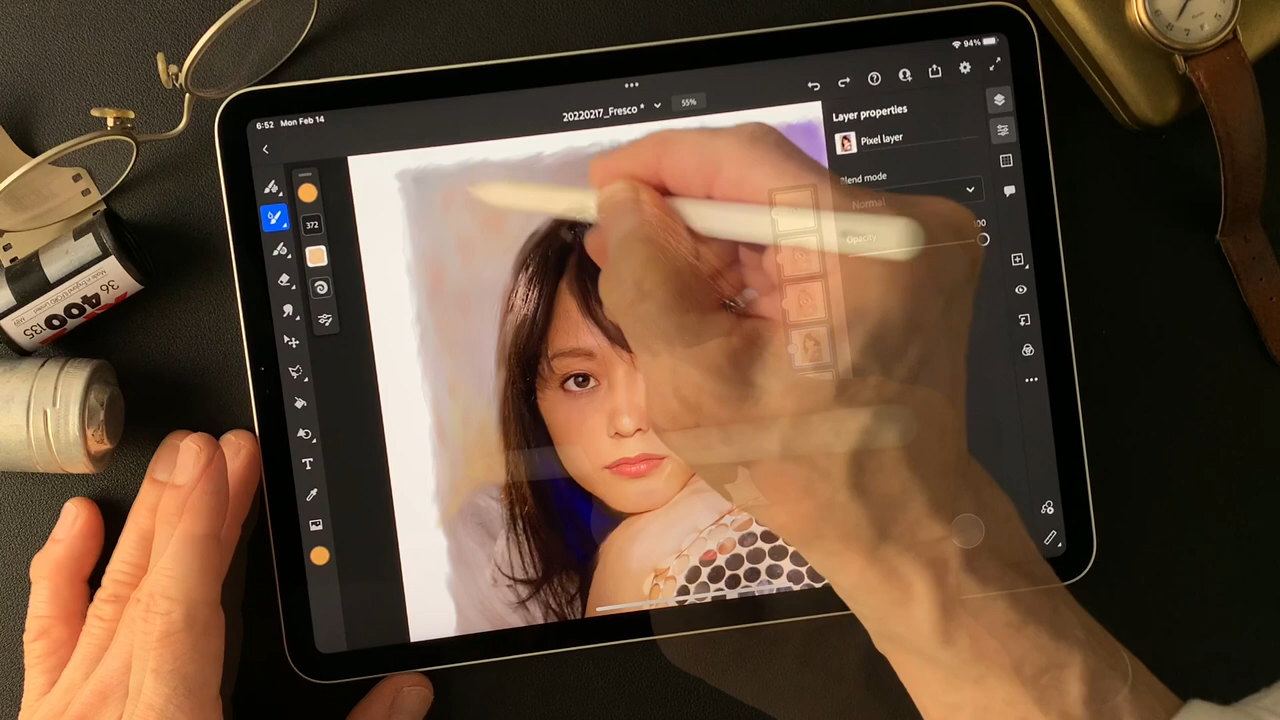 6:52 Mon Feb 14
94%
20220217_Fresco *
55%
Layer properties
Pixel layer
Blend mode
Normal
Opacity
00
372
T
36
400
135